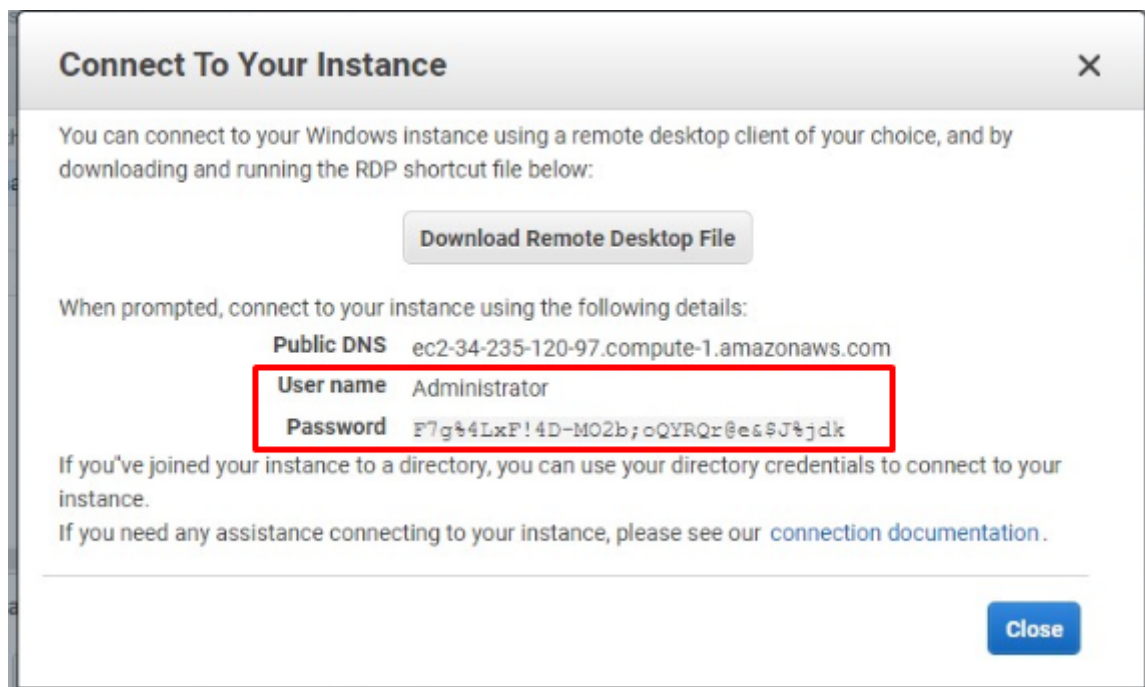 Connect To Your Instance
You can connect to your Windows instance using a remote desktop client of your choice, and by
downloading and running the RDP shortcut file below:
Download Remote Desktop File
When prompted, connect to your instance using the following details:
Public DNS ec2-34-235-120-97.compute-1.amazonaws.com
User name Administrator
Password F7g%4LxF!4D-MO2b;oQYRQr@e&$J%jdk
If you"ve joined your instance to a directory, you can use your directory credentials to connect to your
instance.
If you need any assistance connecting to your instance, please see our connection documentation.
Close